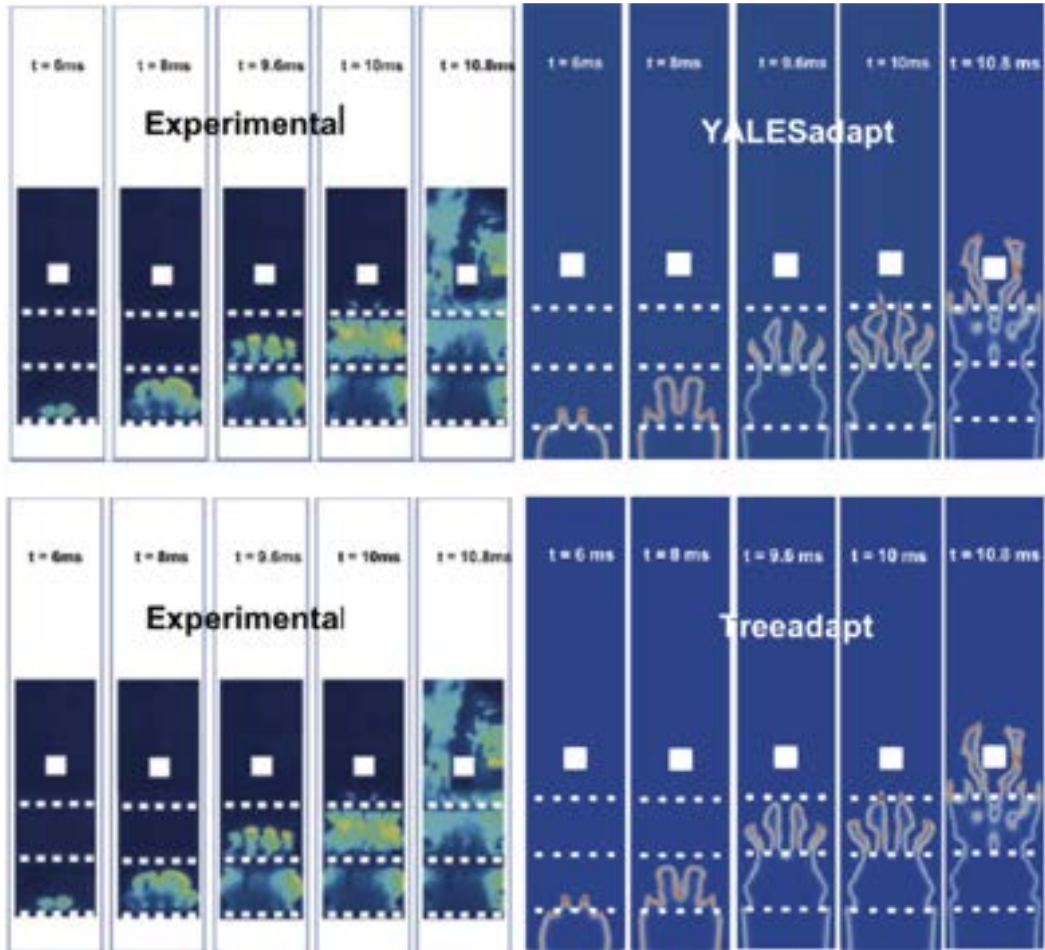 t = 6ms t = 8ms t = 9.6ms t = 10ms t = 10.8ms t = 6ms t = 8ms t = 9.6ms t = 10ms t = 10.8 ms
Experimental YALESadapt
t = 6ms t = 8ms t = 9.6ms t = 10ms t = 10.8ms t = 6 ms t = 8 ms t = 9.6 ms t = 10 ms t = 10.8 ms
Experimental Treeadapt